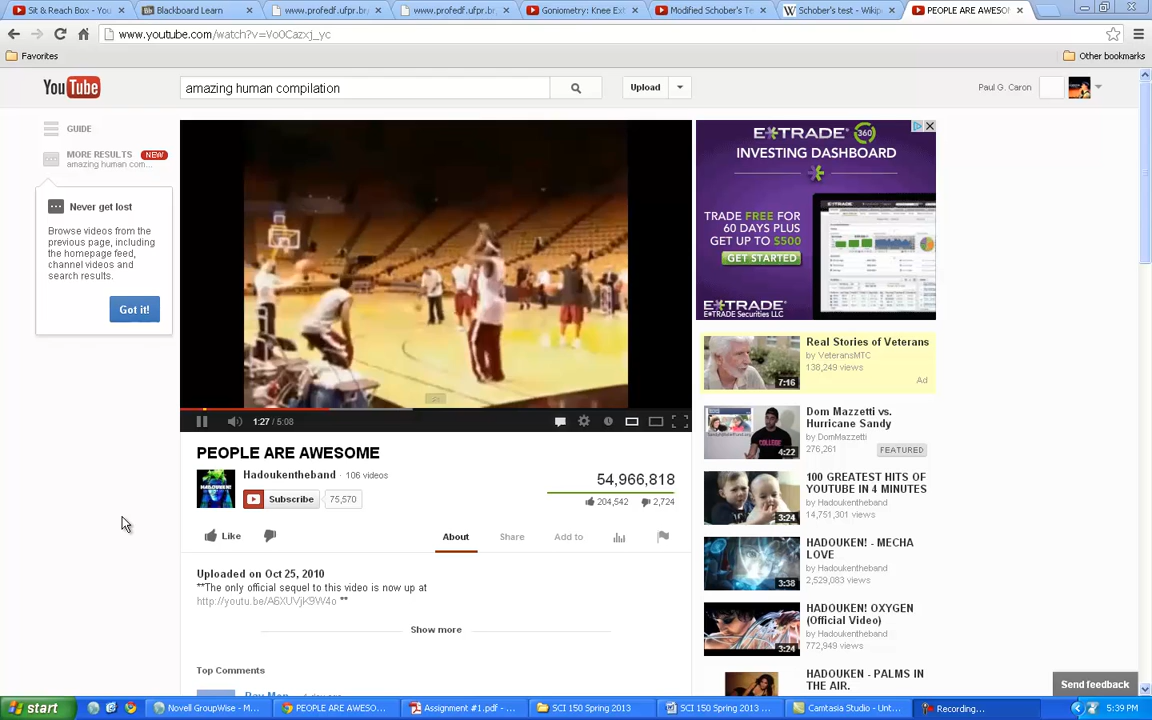 Sit & Reach Box - You
Blackboard Learn
www.profedf.ufpr.br/
www.profedf.ufpr.br/
Goniometry: Knee Ext
Modified Schober's Te
Schober's test - Wikip
PEOPLE ARE AWESO
www.youtube.com/watch?v=Vo0Cazxj_yc
Favorites
Other bookmarks
YouTube
amazing human compilation
Upload
Paul G. Caron
GUIDE
MORE RESULTS NEW
amazing human com...
Never get lost
Browse videos from the
previous page, including
the homepage feed,
channel videos and
search results.
Got it!
E*TRADE 360
INVESTING DASHBOARD
TRADE FREE FOR
60 DAYS PLUS
GET UP TO $500
GET STARTED
E*TRADE Securities LLC
1:27 / 5:08
PEOPLE ARE AWESOME
Hadoukentheband · 106 videos
Subscribe 75,570
54,966,818
204,542 2,724
Like
About
Share
Add to
Uploaded on Oct 25, 2010
**The only official sequel to this video is now up at
http://youtu.be/A6XUVjK9W4o **
Show more
Top Comments
Real Stories of Veterans
by VeteransMTC
138,249 views
Ad
7:16
Dom Mazzetti vs.
Hurricane Sandy
by DomMazzetti
276,261 FEATURED
4:22
100 GREATEST HITS OF
YOUTUBE IN 4 MINUTES
by Hadoukentheband
14,751,301 views
3:24
HADOUKEN! - MECHA
LOVE
by Hadoukentheband
2,529,083 views
3:38
HADOUKEN! OXYGEN
(Official Video)
by Hadoukentheband
772,949 views
3:24
HADOUKEN - PALMS IN
THE AIR.
Send feedback
start
Novell GroupWise - M...
PEOPLE ARE AWESO...
Assignment #1.pdf - ...
SCI 150 Spring 2013
SCI 150 Spring 2013 ...
Camtasia Studio - Unt...
Recording...
5:39 PM